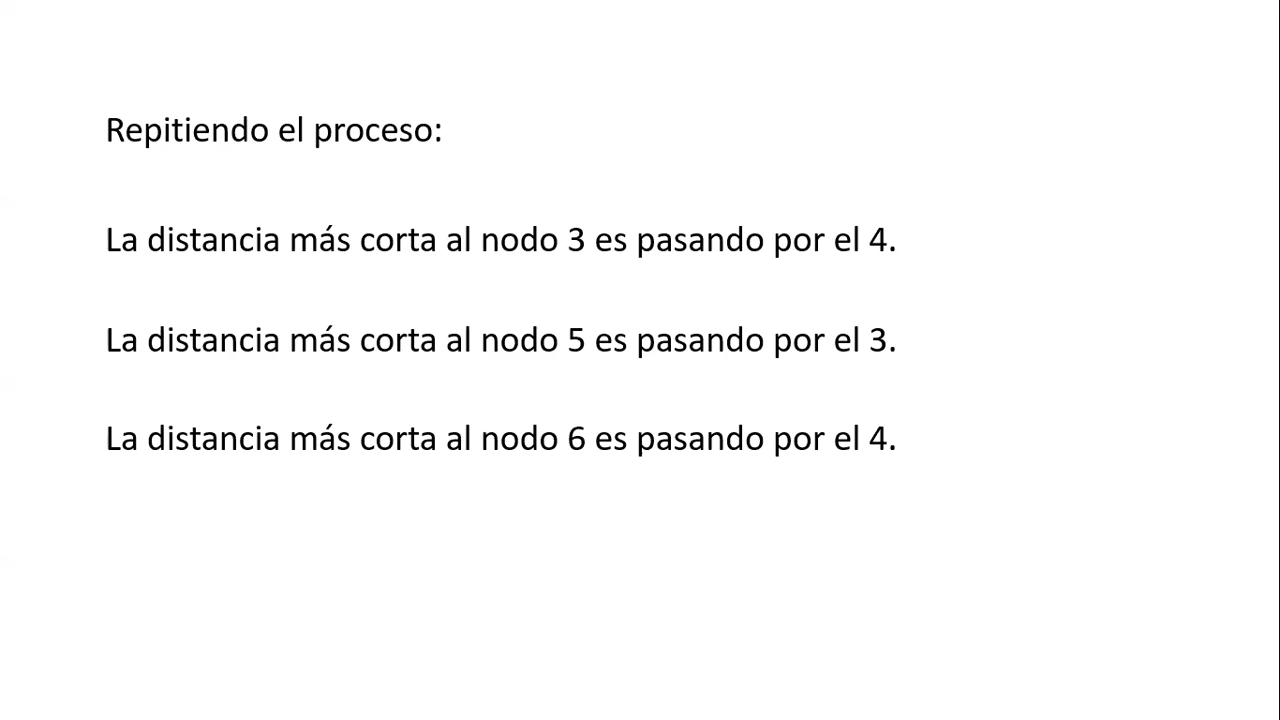 Repitiendo el proceso:
La distancia más corta al nodo 3 es pasando por el 4.
La distancia más corta al nodo 5 es pasando por el 3.
La distancia más corta al nodo 6 es pasando por el 4.